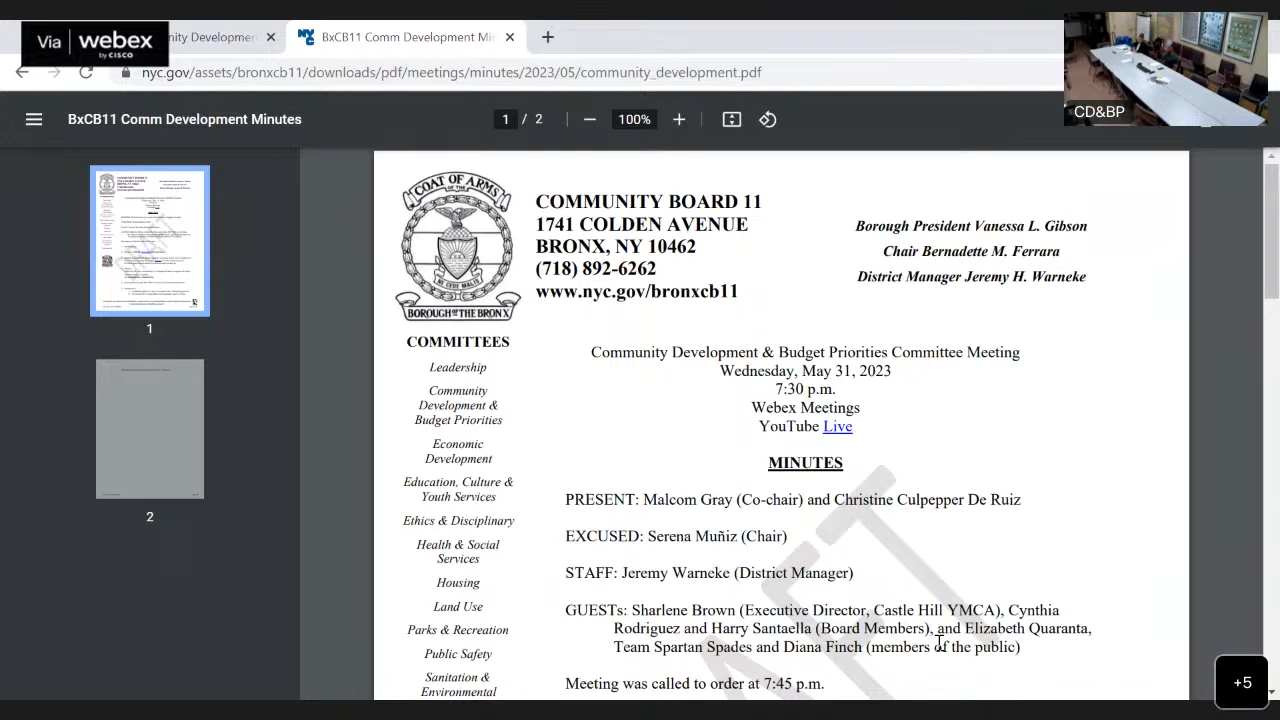 Via webex
by CISCO
unity Developmen
BxCB11 Comm Development Min
nyc.gov/assets/bronxcb11/downloads/pdf/meetings/minutes/2023/05/community_development.pdf
CD&BP
BxCB11 Comm Development Minutes
1 / 2
100%
1
2
COAT OF ARMS
OF THE
NE CEDE MALIS
BOROUGH OF THE BRONX
COMMUNITY BOARD 11
1741 COLDEN AVENUE
BRONX, NY 10462
(718) 892-6262
www.nyc.gov/bronxcb11
Borough President Vanessa L. Gibson
Chair Bernadette M. Ferrara
District Manager Jeremy H. Warneke
COMMITTEES
Leadership
Community
Development &
Budget Priorities
Economic
Development
Education, Culture &
Youth Services
Ethics & Disciplinary
Health & Social
Services
Housing
Land Use
Parks & Recreation
Public Safety
Sanitation &
Environmental
Community Development & Budget Priorities Committee Meeting
Wednesday, May 31, 2023
7:30 p.m.
Webex Meetings
YouTube Live
MINUTES
PRESENT: Malcom Gray (Co-chair) and Christine Culpepper De Ruiz
EXCUSED: Serena Muñiz (Chair)
STAFF: Jeremy Warneke (District Manager)
GUESTs: Sharlene Brown (Executive Director, Castle Hill YMCA), Cynthia
Rodriguez and Harry Santaella (Board Members), and Elizabeth Quaranta,
Team Spartan Spades and Diana Finch (members of the public)
Meeting was called to order at 7:45 p.m.
+5